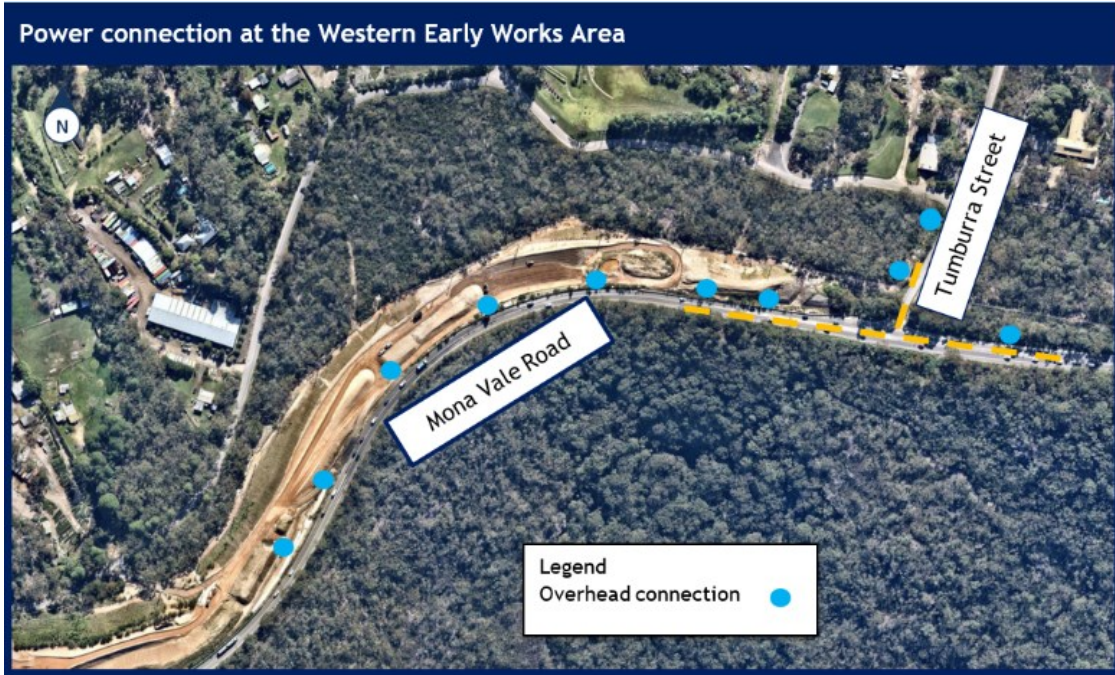 Power connection at the Western Early Works Area
N
Tumburra Street
Mona Vale Road
Legend
Overhead connection